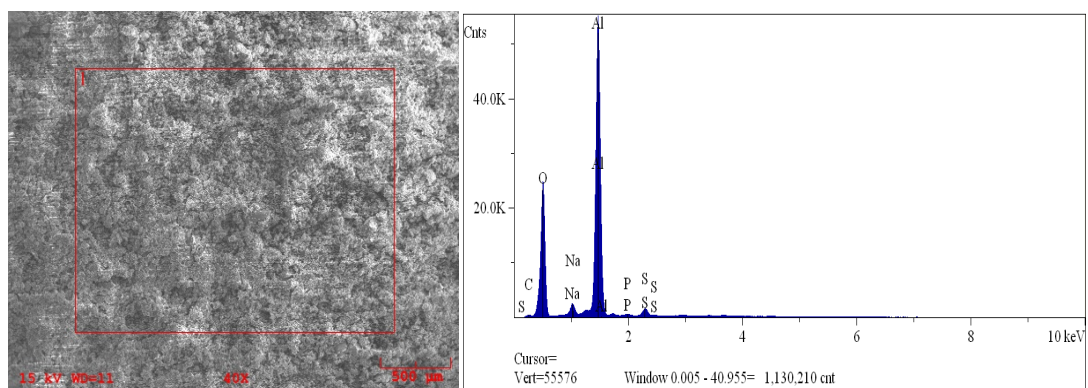 15 kV WD=11 40X 500 µm
Cnts
40.0K
20.0K
Al
Al
O
Na
Na
C
S
P
P
S
S
S
S
Al
2 4 6 8 10 keV
Cursor=
Vert=55576 Window 0.005 - 40.955= 1,130,210 cnt